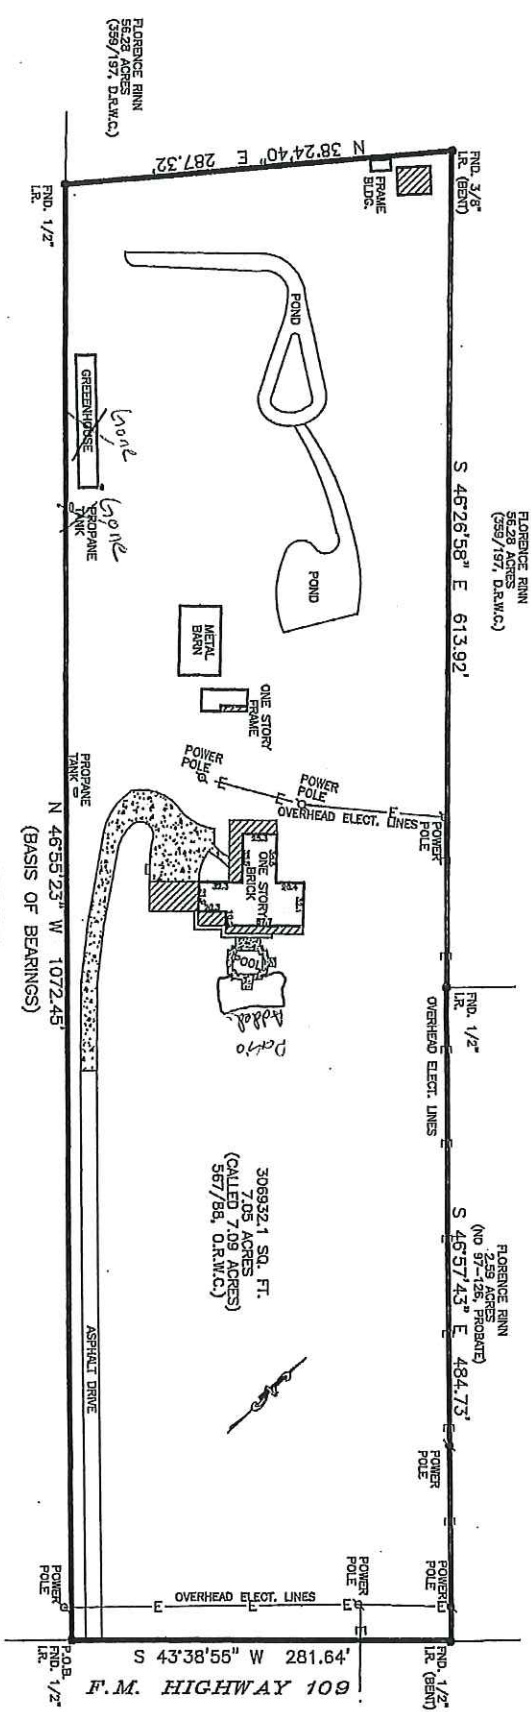 FLORENCE RINN
56.28 ACRES
(359/197, D.R.W.C.)
FND. 1/2"
I.R.
N 38°24'40" E 287.32'
FND. 3/8"
I.R. (BENT)
FRAME
BLDG.
POND
POND
GREEENHOUSE
Gone
PROPANE
TANK
Gone
FLORENCE RINN
56.28 ACRES
(359/197, D.R.W.C.)
S 46°26'58" E 613.92'
METAL
BARN
ONE STORY
FRAME
PROPANE
TANK
POWER
POLE
POWER
POLE
OVERHEAD ELECT. LINES
POWER
POLE
ONE STORY
BRICK
POOL
Patio
Added
N 46°55'23" W 1072.45'
(BASIS OF BEARINGS)
FND. 1/2"
I.R.
OVERHEAD ELECT. LINES
FLORENCE RINN
2.59 ACRES
(NO 97-126, PROBATE)
S 46°57'43" E 484.73'
306932.1 SQ. FT.
7.05 ACRES
(CALLED 7.09 ACRES)
567/88, O.R.W.C.)
ASPHALT DRIVE
POWER
POLE
POWER
POLE
POWER
POLE
POWER
POLE
OVERHEAD ELECT. LINES
S 43°38'55" W 281.64'
P.O.B.
FND. 1/2"
I.R.
FND. 1/2"
I.R. (BENT)
F.M. HIGHWAY 109